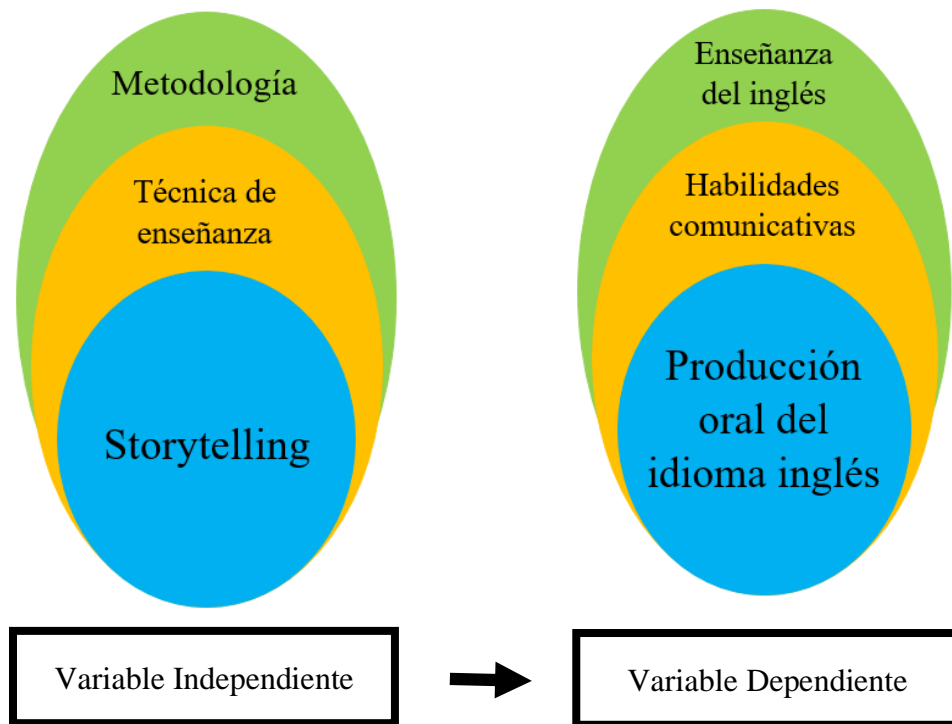 Metodología
Técnica de
enseñanza
Storytelling
Variable Independiente
Enseñanza
del inglés
Habilidades
comunicativas
Producción
oral del
idioma inglés
Variable Dependiente